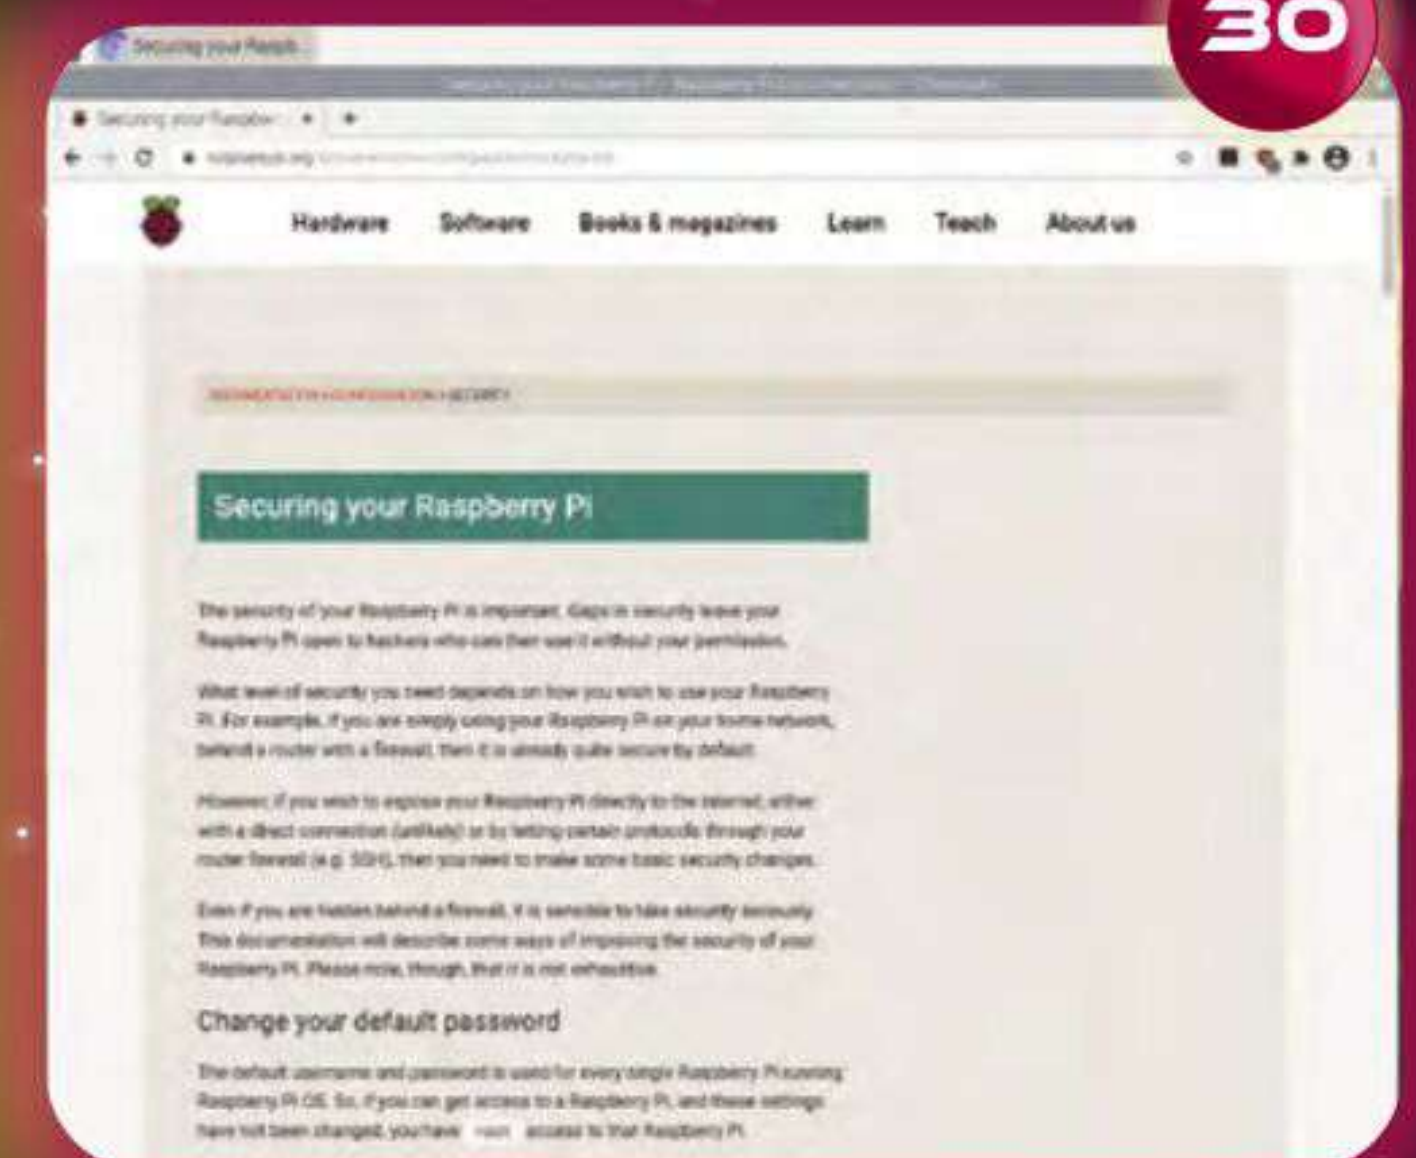 30
Securing your Raspb...
Securing your Raspber
Hardware Software Books & magazines Learn Teach About us
SECURITY
Securing your Raspberry Pi
The security of your Raspberry Pi is important. Gaps in security leave your
Raspberry Pi open to hackers who can then use it without your permission.
What level of security you need depends on how you wish to use your Raspberry
Pi. For example, if you are simply using your Raspberry Pi on your home network,
behind a router with a firewall, then it is already quite secure by default.
However, if you wish to expose your Raspberry Pi directly to the internet, either
with a direct connection (unlikely) or by letting certain protocols through your
router firewall (e.g. SSH), then you need to make some basic security changes.
Even if you are hidden behind a firewall, it is sensible to take security seriously.
This documentation will describe some ways of improving the security of your
Raspberry Pi. Please note, though, that it is not exhaustive.
Change your default password
The default username and password is used for every single Raspberry Pi running
Raspberry Pi OS. So, if you can get access to a Raspberry Pi, and these settings
have not been changed, you have root access to that Raspberry Pi.